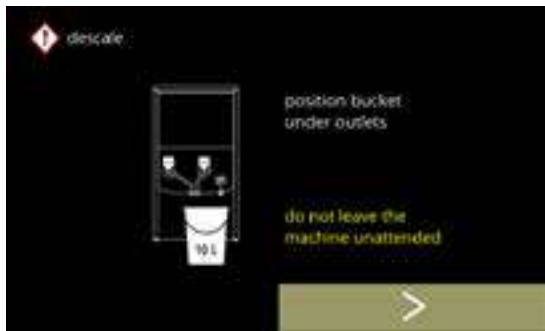 descale
position bucket
under outlets
10 L
do not leave the
machine unattended
>